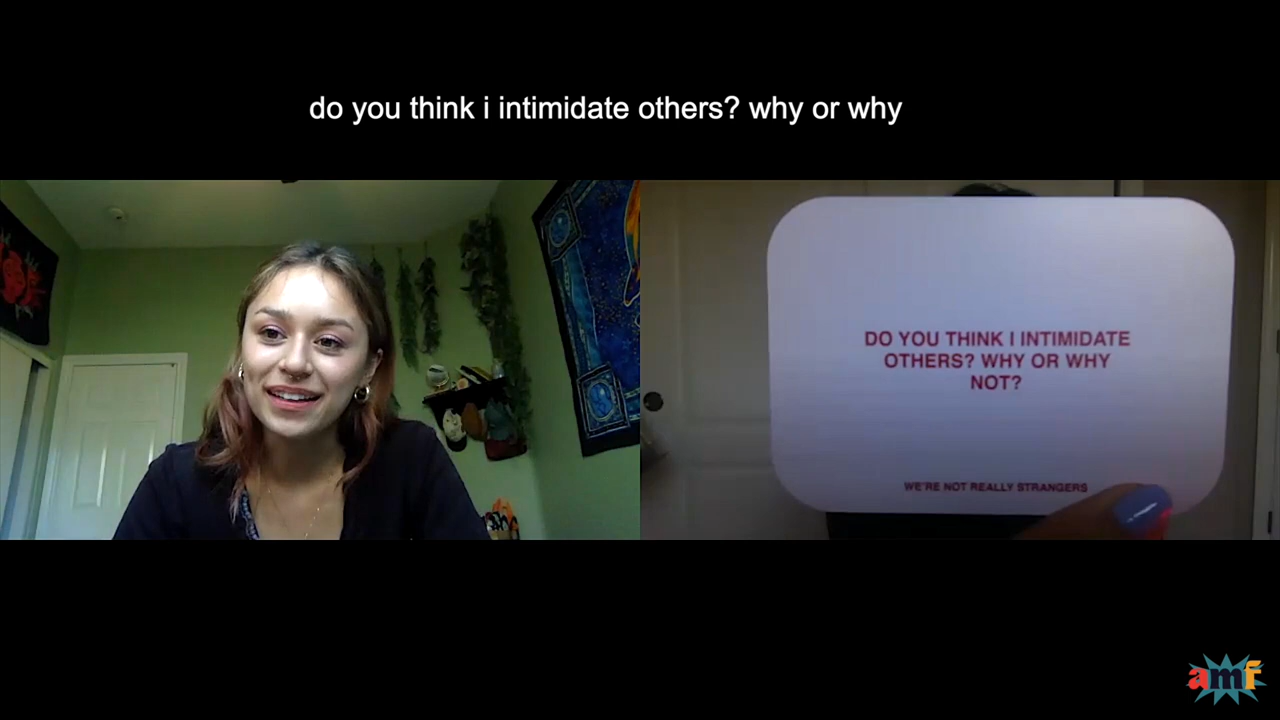 do you think i intimidate others? why or why
DO YOU THINK I INTIMIDATE
OTHERS? WHY OR WHY
NOT?
WE'RE NOT REALLY STRANGERS
amf